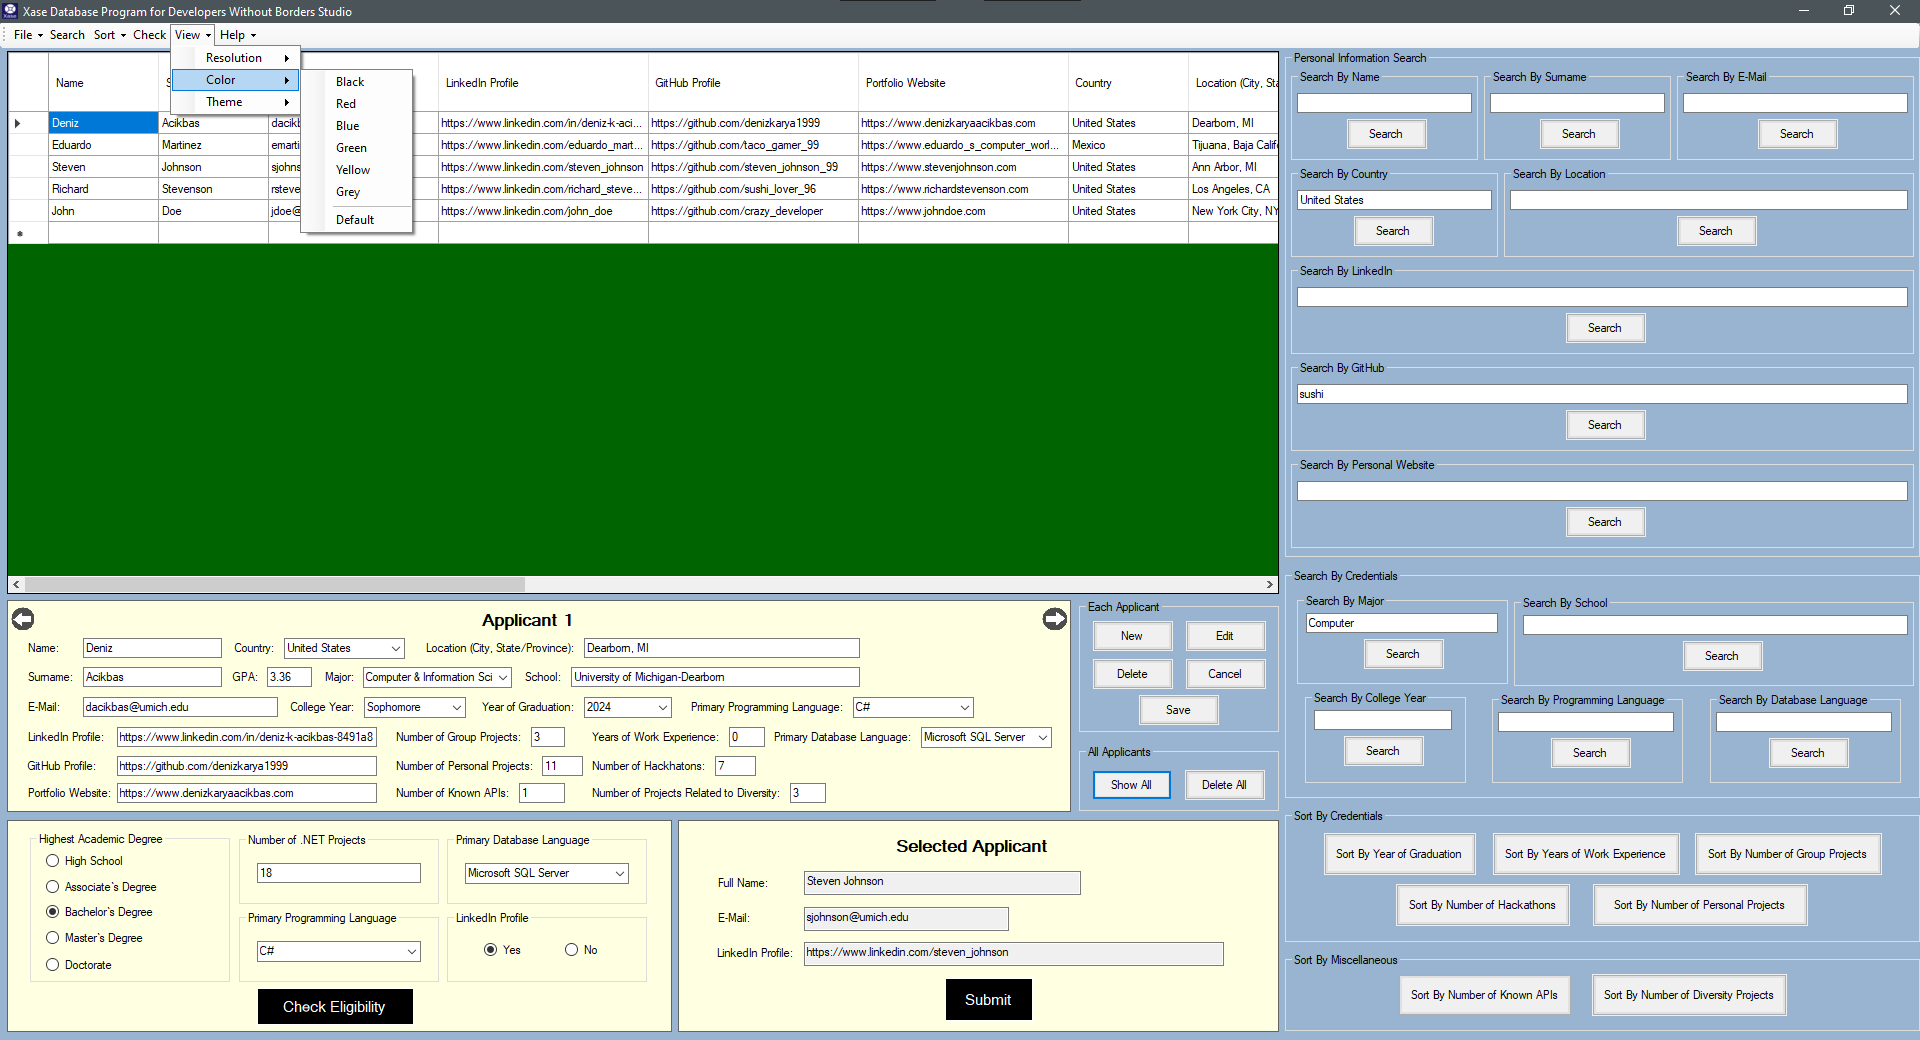 Xase Database Program for Developers Without Borders Studio
File Search Sort Check View Help
Resolution
Color
Theme
Black
Red
Blue
Green
Yellow
Grey
Default
Name LinkedIn Profile GitHub Profile Portfolio Website Country Location (City, Sta
Deniz Acikbas dacikb https://www.linkedin.com/in/deniz-k-aci... https://github.com/denizkarya1999 https://www.denizkaryaacikbas.com United States Dearborn, MI
Eduardo Martinez emarti https://www.linkedin.com/eduardo_mart... https://github.com/taco_gamer_99 https://www.eduardo_s_computer_worl... Mexico Tijuana, Baja Calif
Steven Johnson sjohns https://www.linkedin.com/steven_johnson https://github.com/steven_johnson_99 https://www.stevenjohnson.com United States Ann Arbor, MI
Richard Stevenson rsteve https://www.linkedin.com/richard_steve... https://github.com/sushi_lover_96 https://www.richardstevenson.com United States Los Angeles, CA
John Doe jdoe@ https://www.linkedin.com/john_doe https://github.com/crazy_developer https://www.johndoe.com United States New York City, NY
Applicant 1
Name: Deniz Country: United States Location (City, State/Province): Dearborn, MI
Surname: Acikbas GPA: 3.36 Major: Computer & Information Sci School: University of Michigan-Dearborn
E-Mail: dacikbas@umich.edu College Year: Sophomore Year of Graduation: 2024 Primary Programming Language: C#
LinkedIn Profile: https://www.linkedin.com/in/deniz-k-acikbas-8491a8 Number of Group Projects: 3 Years of Work Experience: 0 Primary Database Language: Microsoft SQL Server
GitHub Profile: https://github.com/denizkarya1999 Number of Personal Projects: 11 Number of Hackhatons: 7
Portfolio Website: https://www.denizkaryaacikbas.com Number of Known APIs: 1 Number of Projects Related to Diversity: 3
Each Applicant
New Edit
Delete Cancel
Save
All Applicants
Show All Delete All
Highest Academic Degree
High School
Associate's Degree
Bachelor's Degree
Master's Degree
Doctorate
Number of .NET Projects
18
Primary Database Language
Microsoft SQL Server
Primary Programming Language
C#
LinkedIn Profile
Yes No
Check Eligibility
Selected Applicant
Full Name: Steven Johnson
E-Mail: sjohnson@umich.edu
LinkedIn Profile: https://www.linkedin.com/steven_johnson
Submit
Personal Information Search
Search By Name Search By Surname Search By E-Mail
Search Search Search
Search By Country Search By Location
United States
Search Search
Search By LinkedIn
Search
Search By GitHub
sushi
Search
Search By Personal Website
Search
Search By Credentials
Search By Major Search By School
Computer
Search Search
Search By College Year Search By Programming Language Search By Database Language
Search Search Search
Sort By Credentials
Sort By Year of Graduation Sort By Years of Work Experience Sort By Number of Group Projects
Sort By Number of Hackathons Sort By Number of Personal Projects
Sort By Miscellaneous
Sort By Number of Known APIs Sort By Number of Diversity Projects